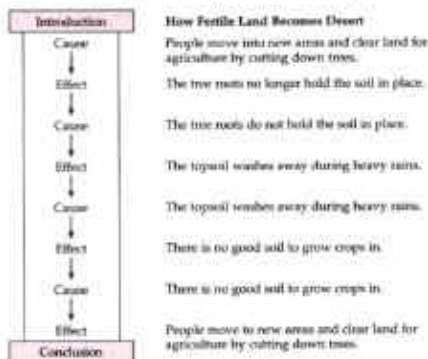 Introduction
How Fertile Land Becomes Desert
Cause
People move into new areas and clear land for
agriculture by cutting down trees.
Effect
The tree roots no longer hold the soil in place.
Cause
The tree roots do not hold the soil in place.
Effect
The topsoil washes away during heavy rains.
Cause
The topsoil washes away during heavy rains.
Effect
There is no good soil to grow crops in.
Cause
There is no good soil to grow crops in.
Effect
People move to new areas and clear land for
agriculture by cutting down trees.
Conclusion